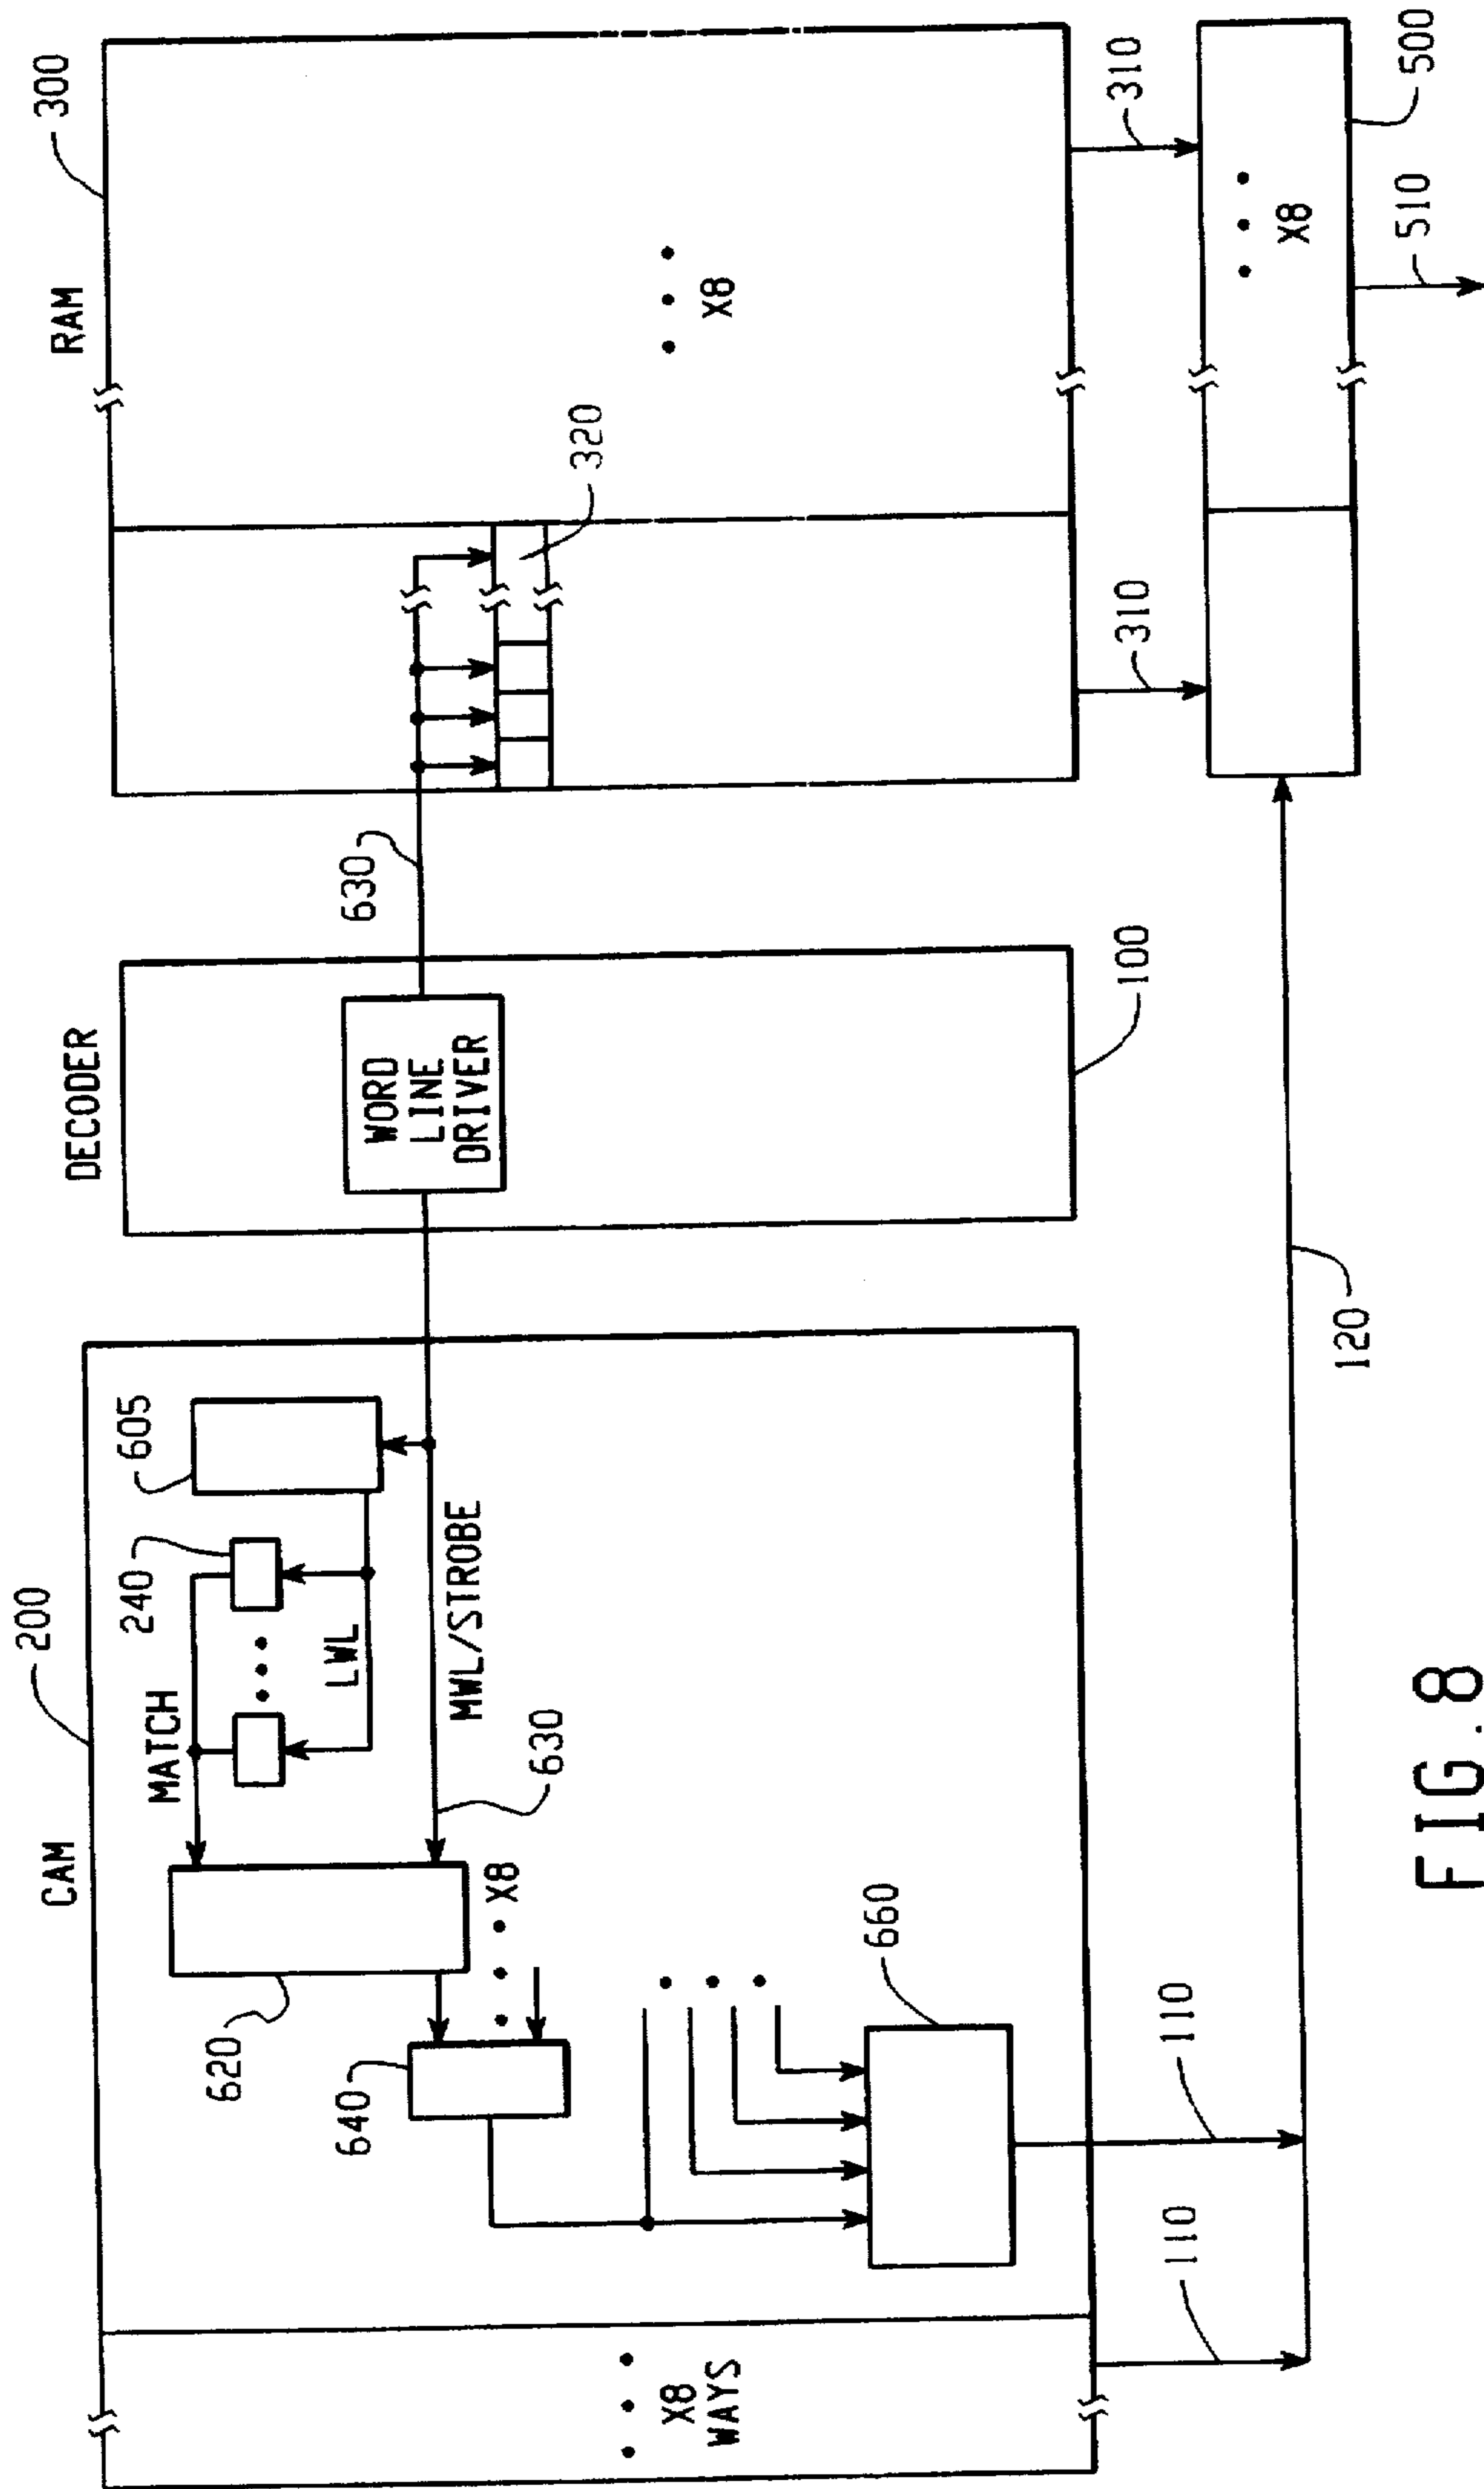 CAM
200
DECODER
RAM
300
MATCH
240
605
LWL
620
MWL/STROBE
630
WORD
LINE
DRIVER
630
320
X8
640
X8
X8
WAYS
660
100
110
110
310
310
120
X8
510
500
FIG. 8